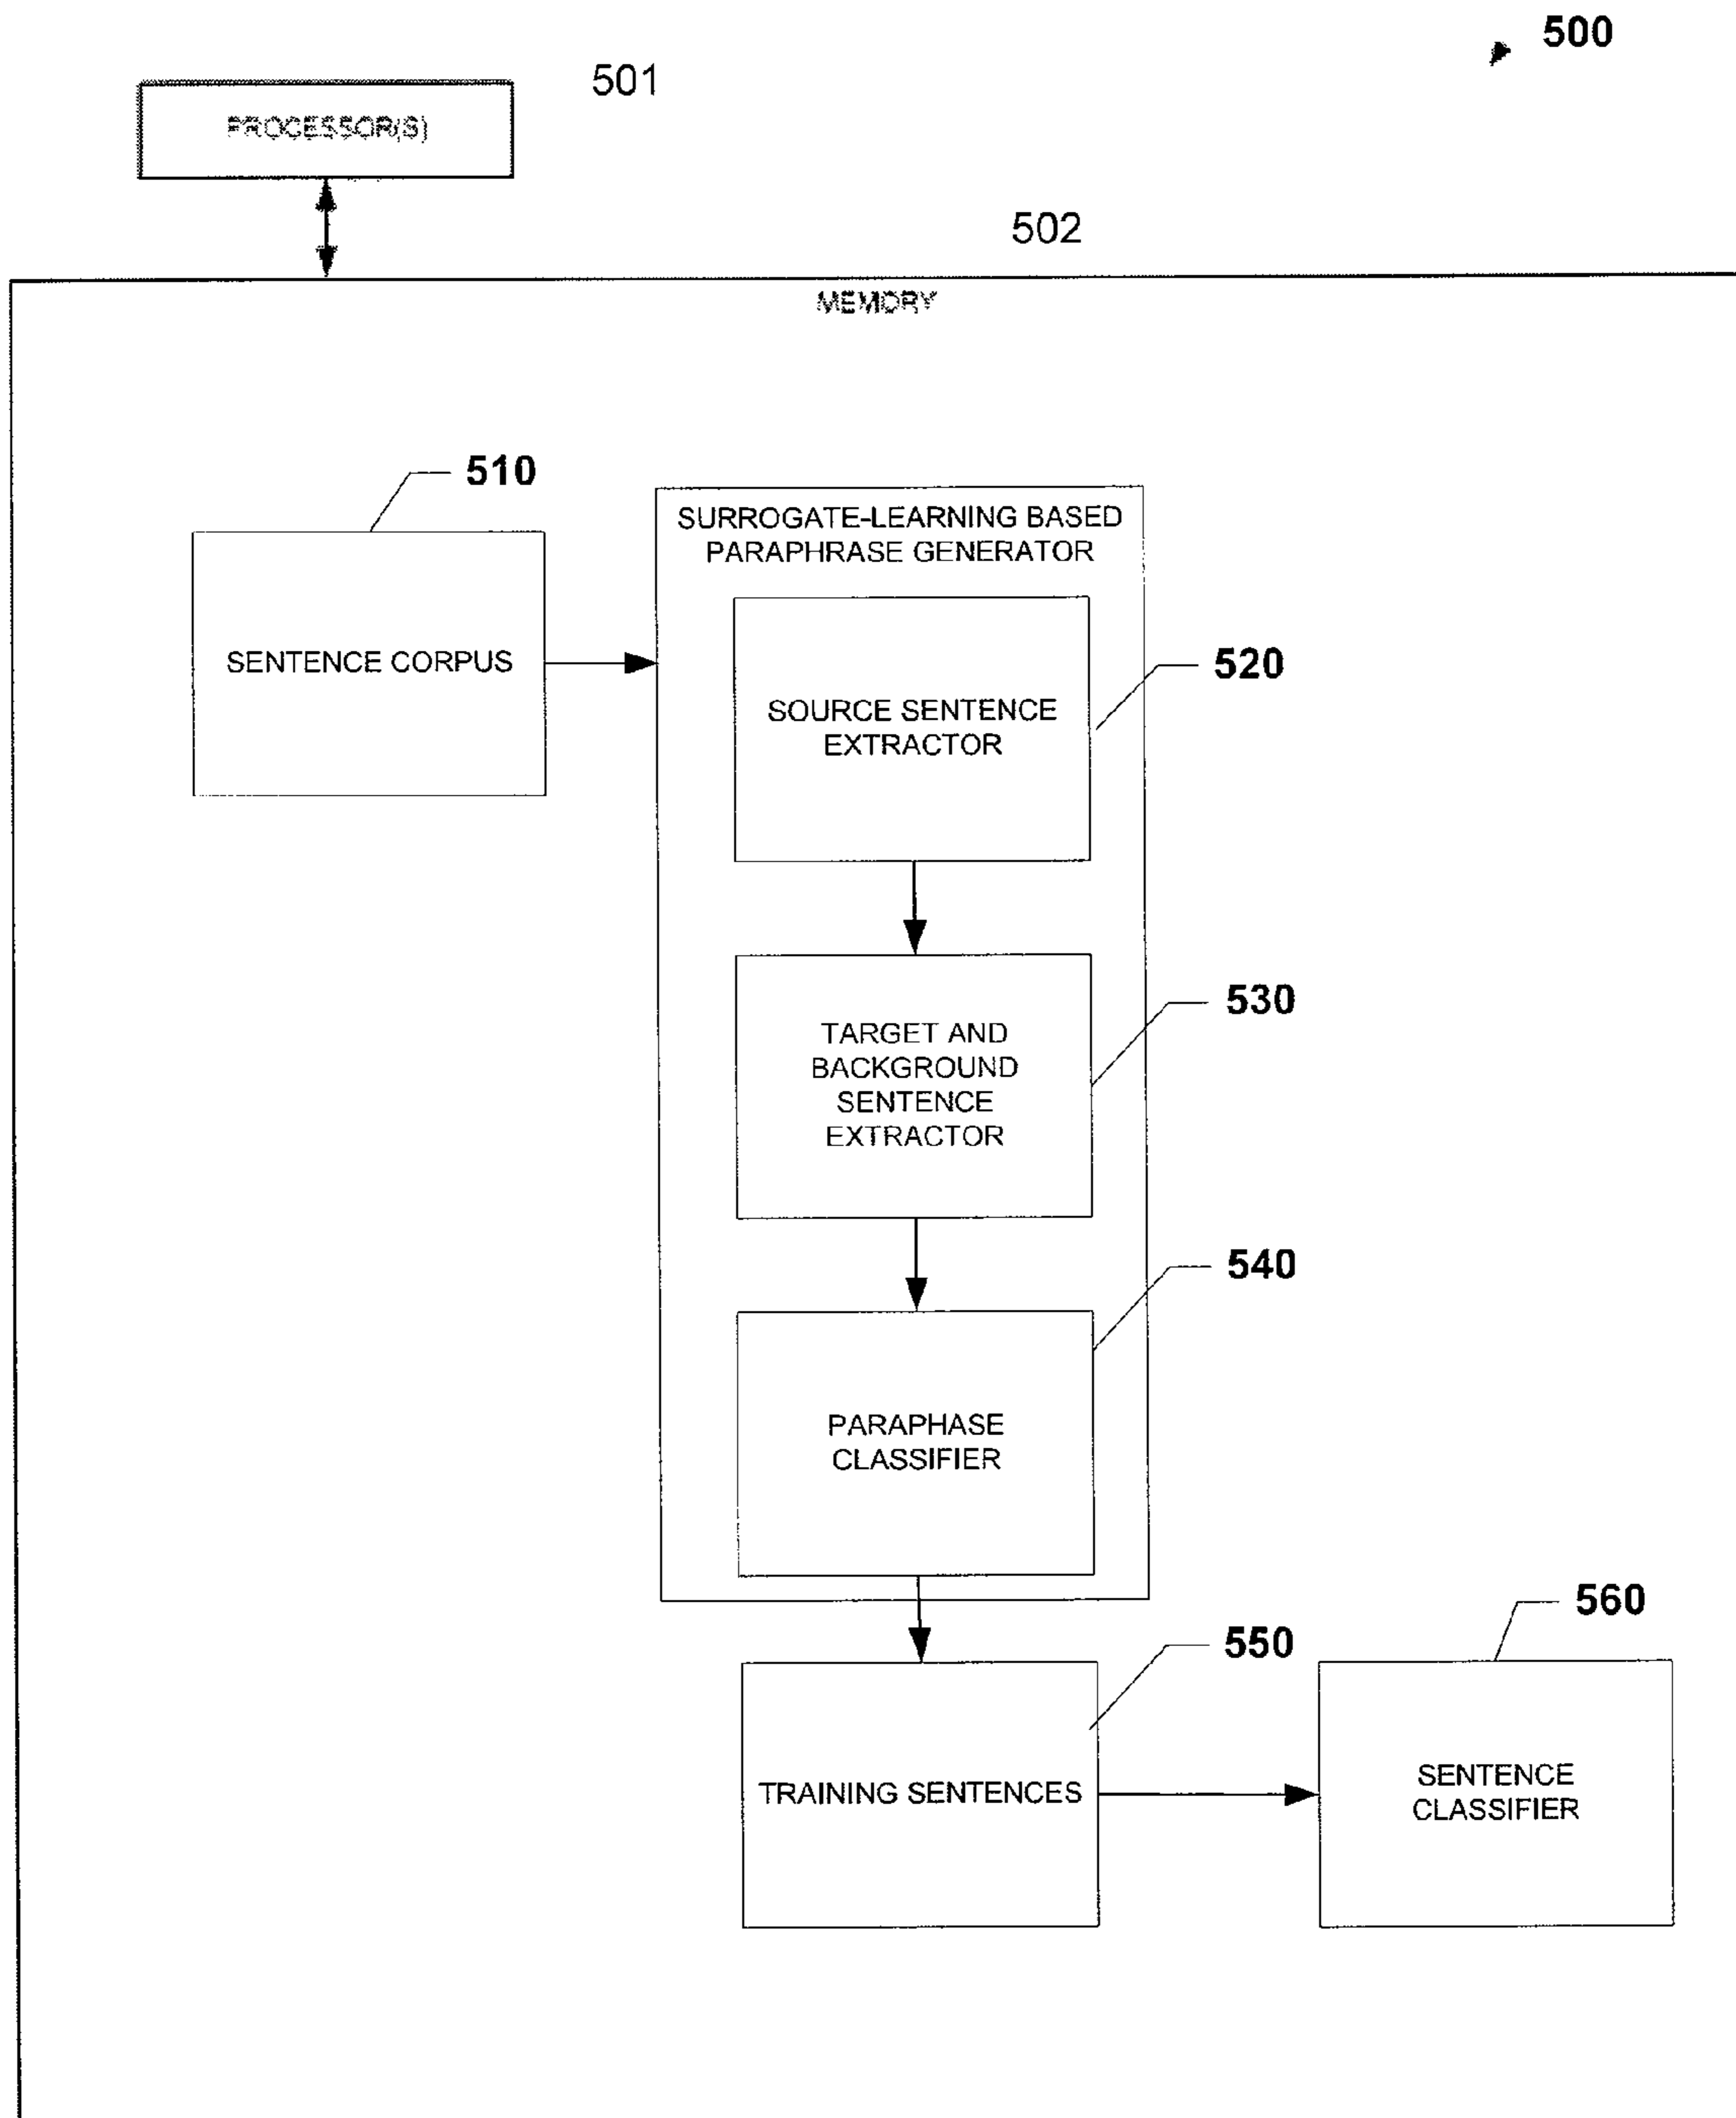 500
501
PROCESSOR(S)
502
MEMORY
510
SURROGATE-LEARNING BASED
PARAPHRASE GENERATOR
SENTENCE CORPUS
520
SOURCE SENTENCE
EXTRACTOR
530
TARGET AND
BACKGROUND
SENTENCE
EXTRACTOR
540
PARAPHASE
CLASSIFIER
560
550
TRAINING SENTENCES
SENTENCE
CLASSIFIER